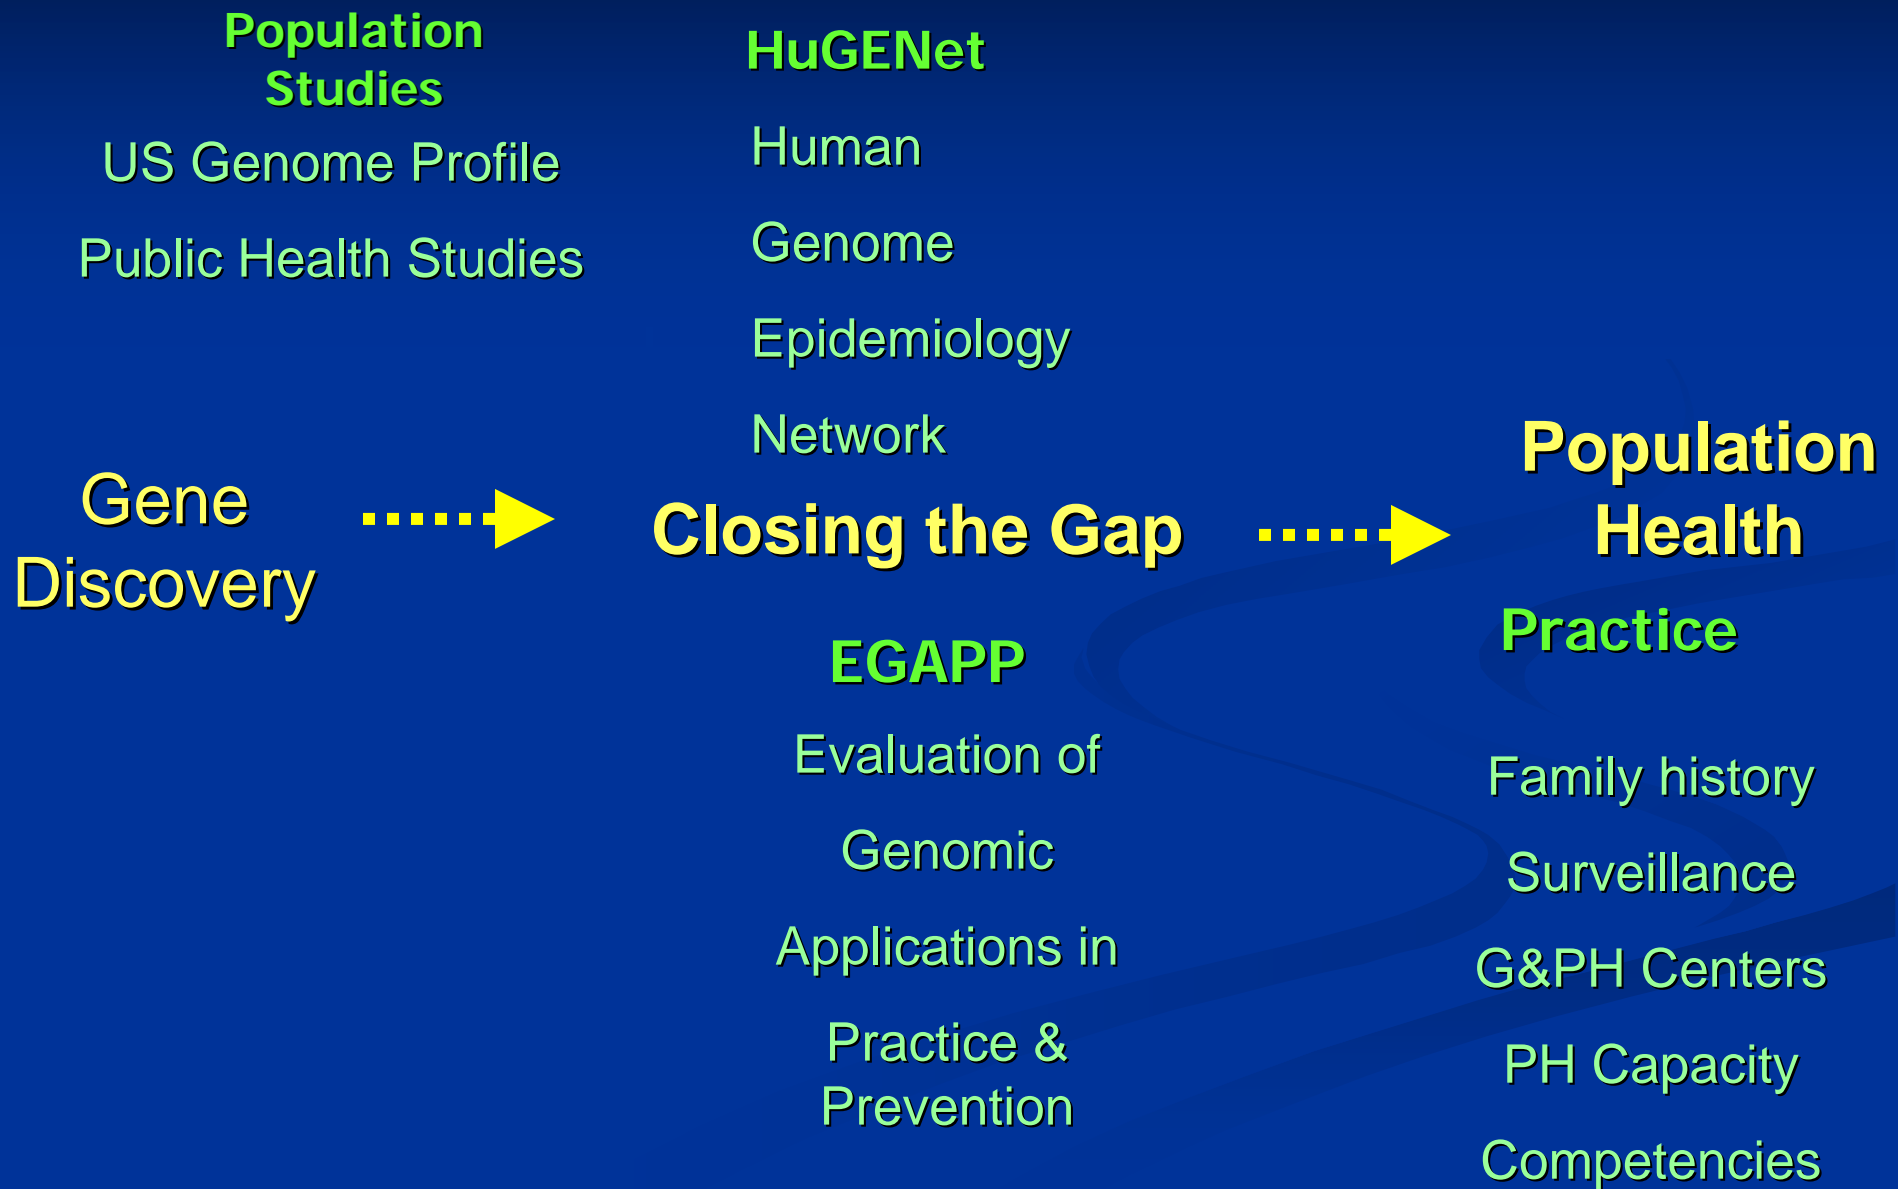 Population
Studies
US Genome Profile
Public Health Studies
HuGENet
Human
Genome
Epidemiology
Network
Gene
Discovery
Closing the Gap
Population
Health
EGAPP
Evaluation of
Genomic
Applications in
Practice &
Prevention
Practice
Family history
Surveillance
G&PH Centers
PH Capacity
Competencies